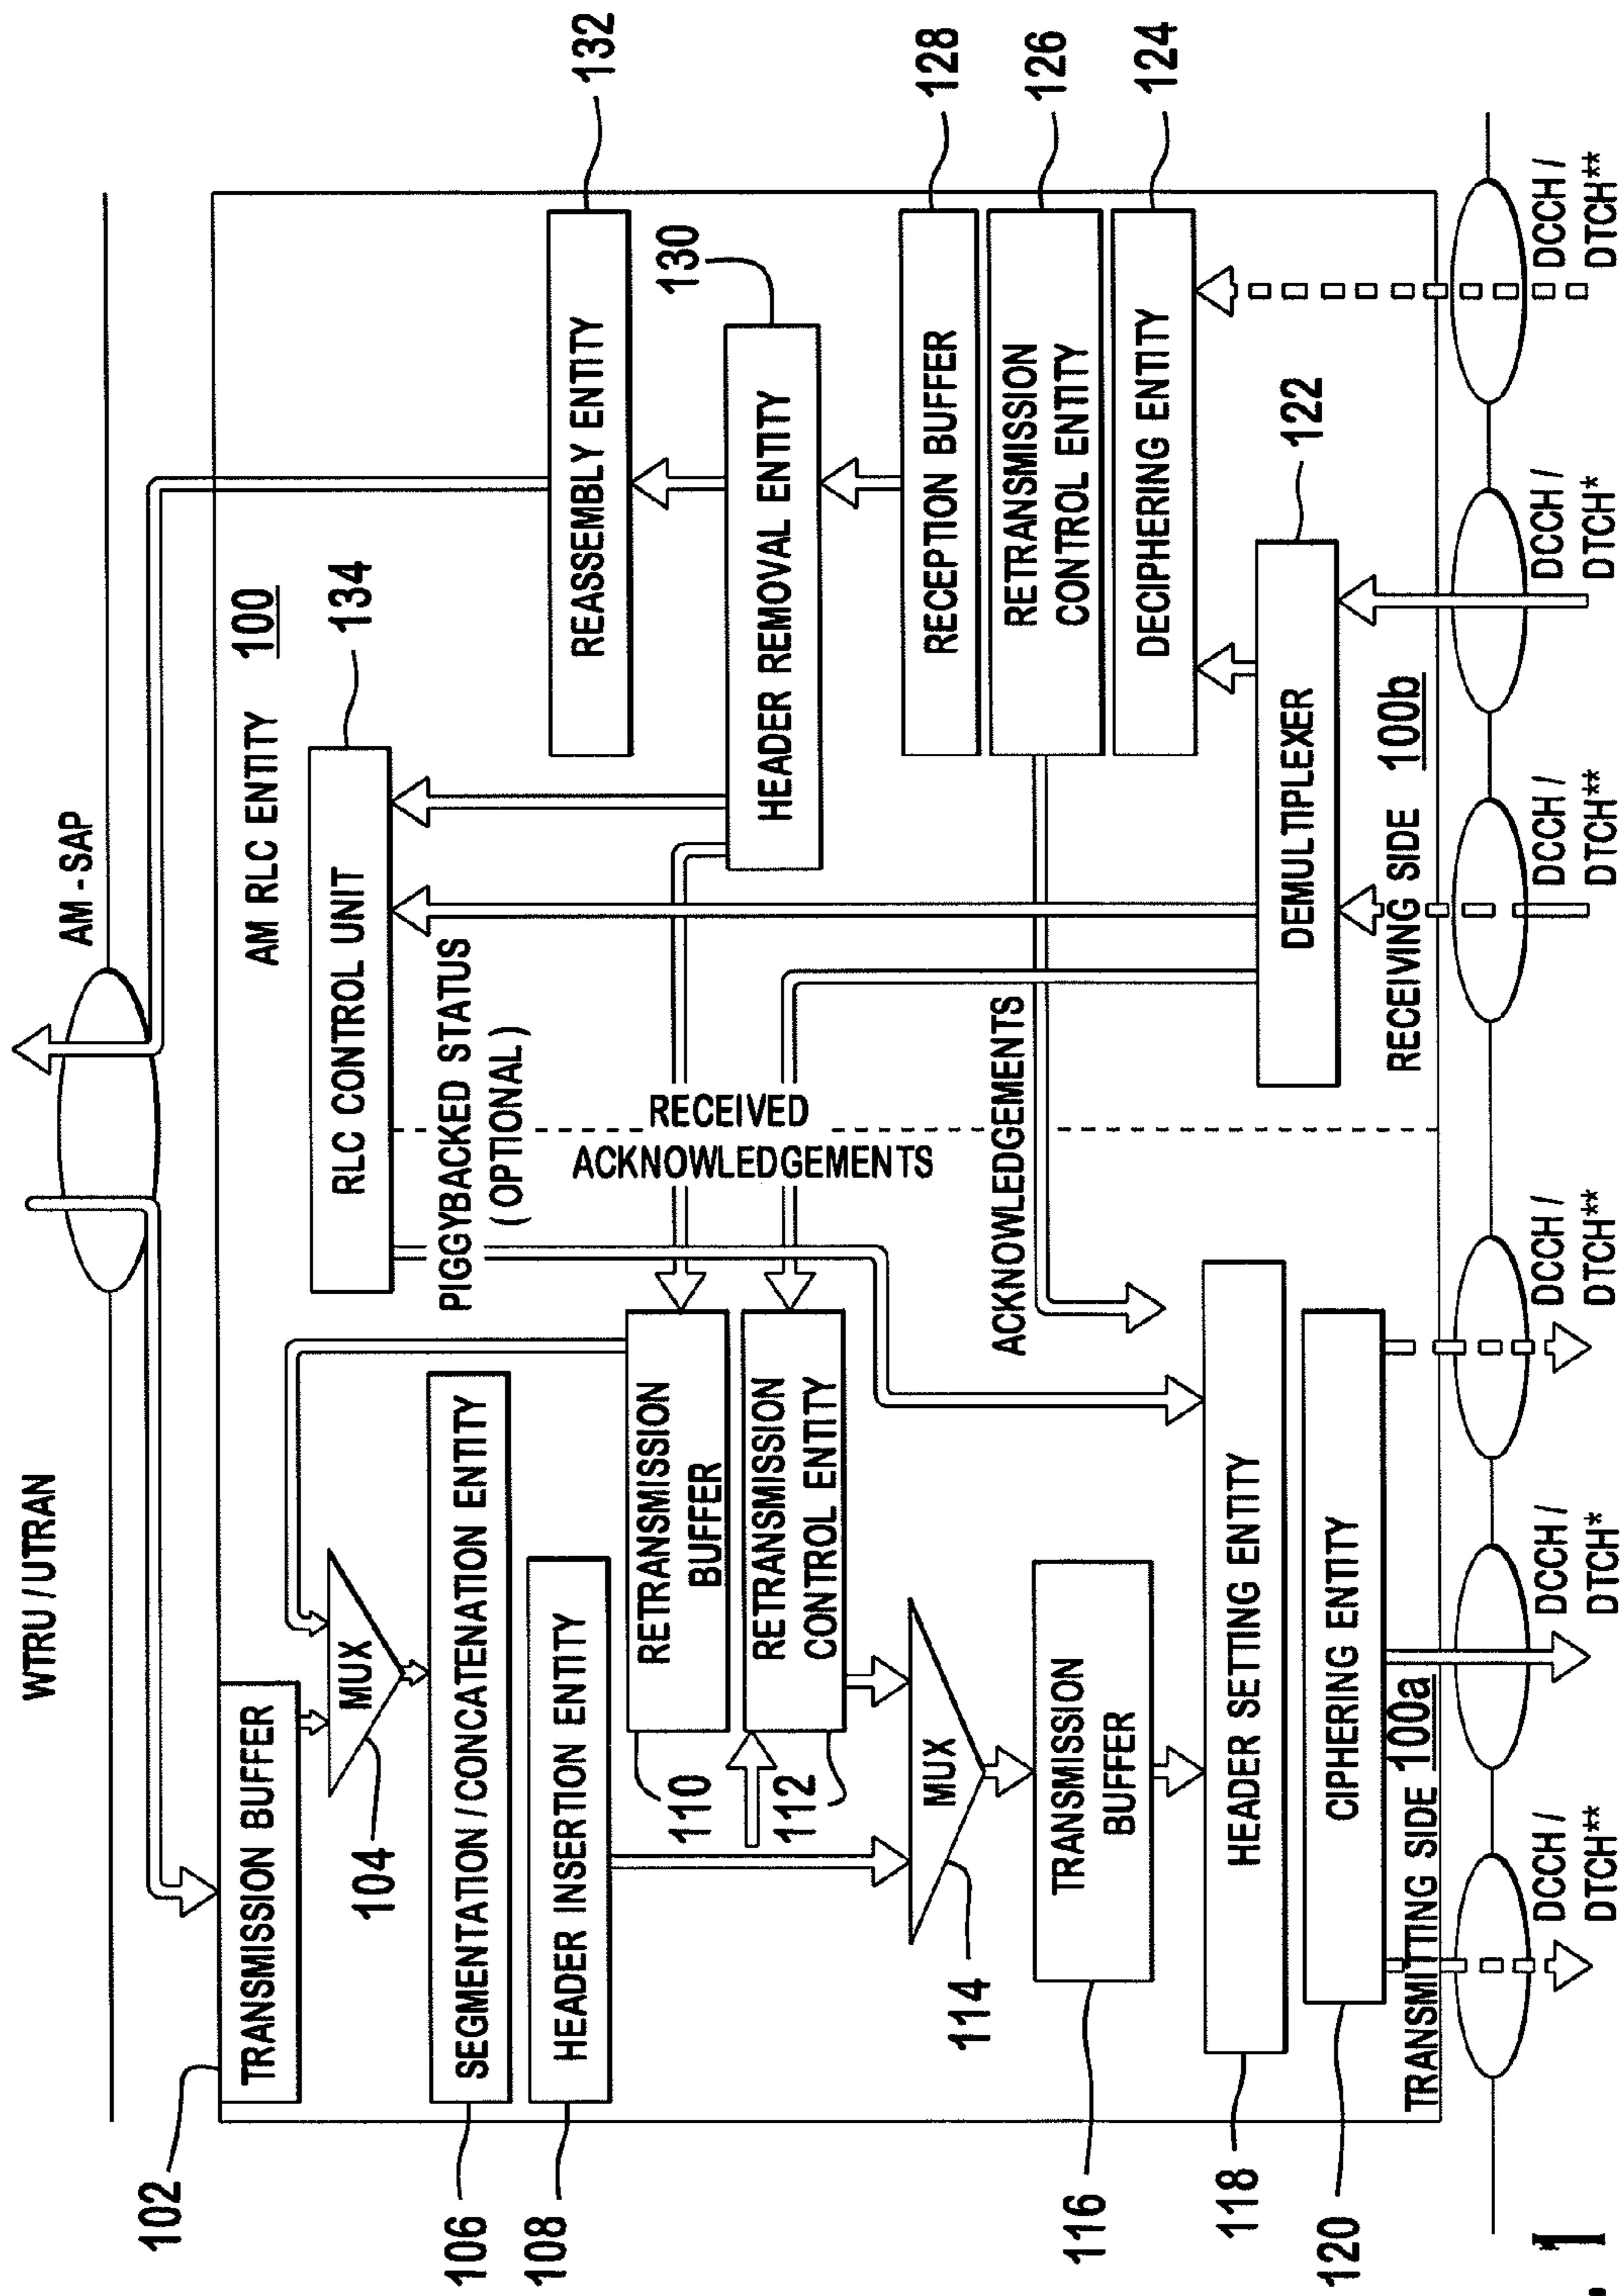 WTRU / UTRAN
AM - SAP
102
TRANSMISSION BUFFER
AM RLC ENTITY 100
104
MUX
RLC CONTROL UNIT
134
106
SEGMENTATION / CONCATENATION ENTITY
PIGGYBACKED STATUS
(OPTIONAL)
108
HEADER INSERTION ENTITY
REASSEMBLY ENTITY
132
110
RETRANSMISSION
BUFFER
RECEIVED
ACKNOWLEDGEMENTS
HEADER REMOVAL ENTITY
130
112
RETRANSMISSION
CONTROL ENTITY
114
MUX
RECEPTION BUFFER
128
116
TRANSMISSION
BUFFER
ACKNOWLEDGEMENTS
RETRANSMISSION
CONTROL ENTITY
126
DECIPHERING ENTITY
124
118
HEADER SETTING ENTITY
DEMULTIPLEXER
122
120
CIPHERING ENTITY
TRANSMITTING SIDE 100a
RECEIVING SIDE 100b
DCCH /
DTCH**
DCCH /
DTCH*
DCCH /
DTCH**
DCCH /
DTCH**
DCCH /
DTCH*
DCCH /
DTCH**
. 1